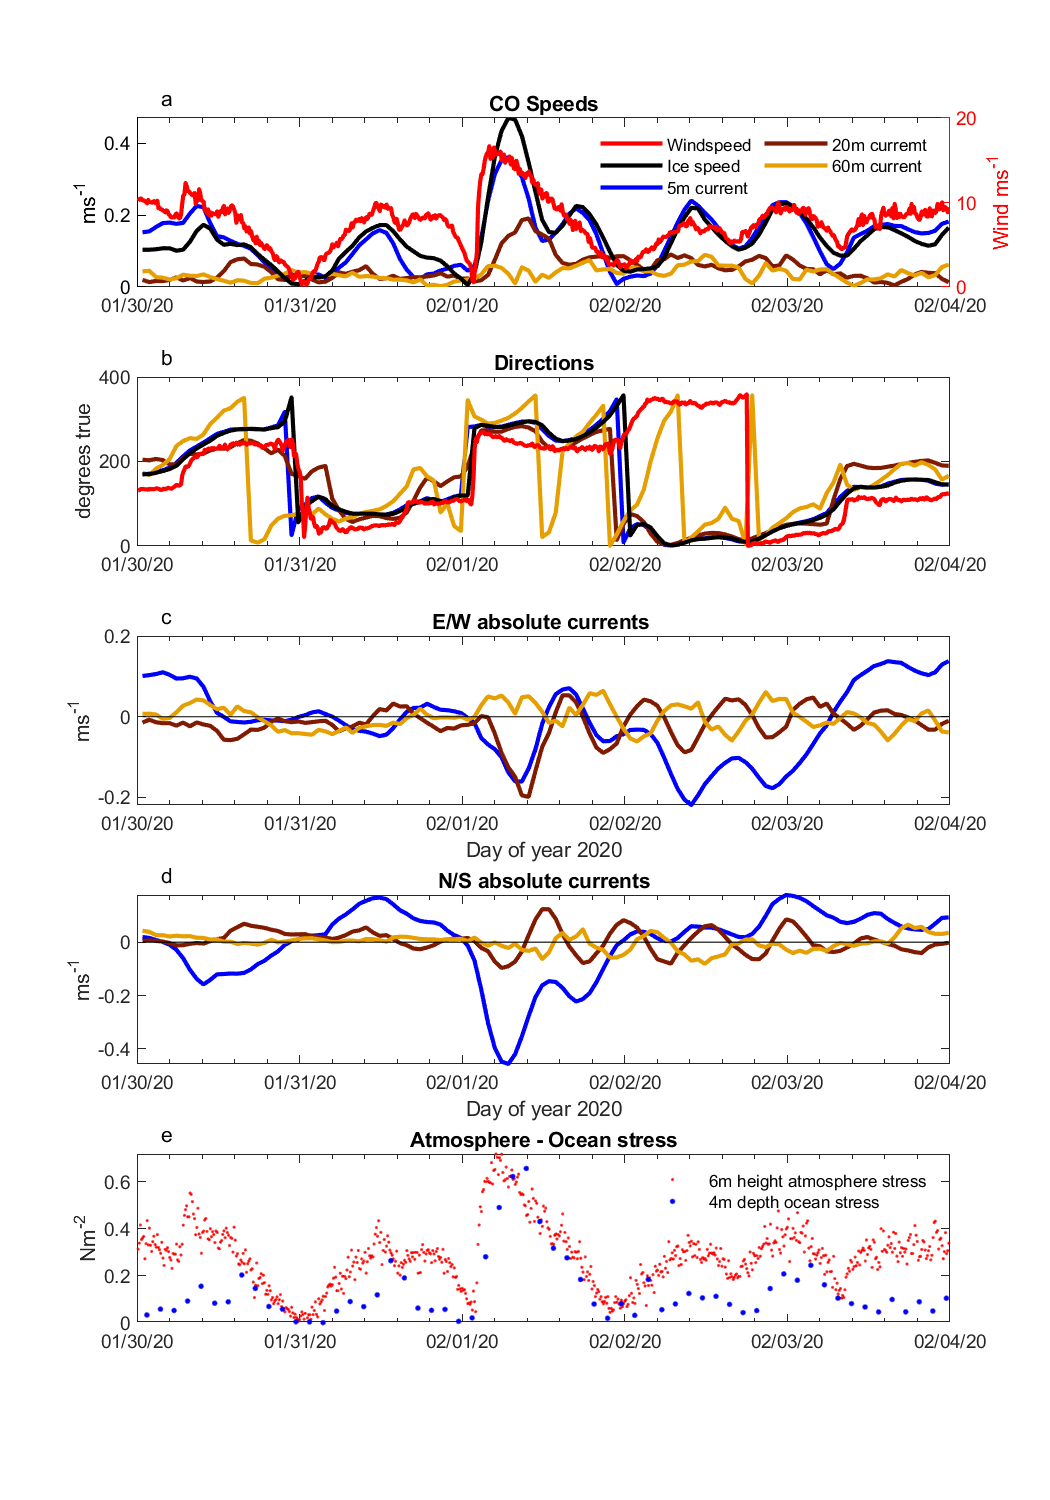 a
CO Speeds
0.4
0.2
0
ms-1
20
10
0
Wind ms-1
Windspeed
Ice speed
5m current
20m curremt
60m current
01/30/20 01/31/20 02/01/20 02/02/20 02/03/20 02/04/20
b
Directions
400
200
0
degrees true
01/30/20 01/31/20 02/01/20 02/02/20 02/03/20 02/04/20
c
E/W absolute currents
0.2
0
-0.2
ms-1
01/30/20 01/31/20 02/01/20 02/02/20 02/03/20 02/04/20
Day of year 2020
d
N/S absolute currents
0
-0.2
-0.4
ms-1
01/30/20 01/31/20 02/01/20 02/02/20 02/03/20 02/04/20
Day of year 2020
e
Atmosphere - Ocean stress
0.6
0.4
0.2
0
Nm-2
6m height atmosphere stress
4m depth ocean stress
01/30/20 01/31/20 02/01/20 02/02/20 02/03/20 02/04/20